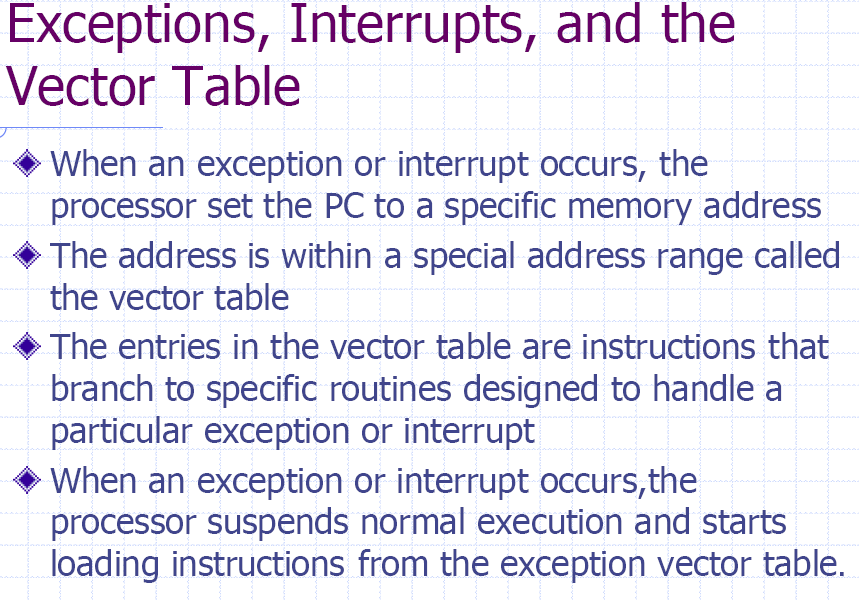 Exceptions, Interrupts, and the
Vector Table
When an exception or interrupt occurs, the
processor set the PC to a specific memory address
The address is within a special address range called
the vector table
The entries in the vector table are instructions that
branch to specific routines designed to handle a
particular exception or interrupt
When an exception or interrupt occurs,the
processor suspends normal execution and starts
loading instructions from the exception vector table.